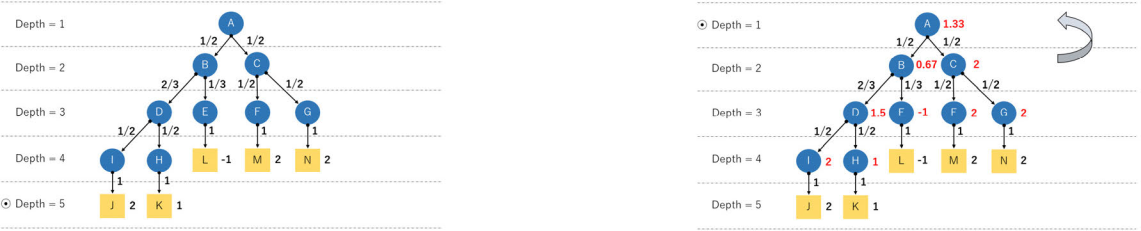 Depth = 1
A
1/2 1/2
Depth = 2
B C
2/3 1/3 1/2 1/2
Depth = 3
D E F G
1/2 1/2 1 1 1
Depth = 4
I H L -1 M 2 N 2
1 1
Depth = 5
J 2 K 1
Depth = 1
A 1.33
1/2 1/2
Depth = 2
B 0.67 C 2
2/3 1/3 1/2 1/2
Depth = 3
D 1.5 E -1 F 2 G 2
1/2 1/2 1 1 1
Depth = 4
I 2 H 1 L -1 M 2 N 2
1 1
Depth = 5
J 2 K 1